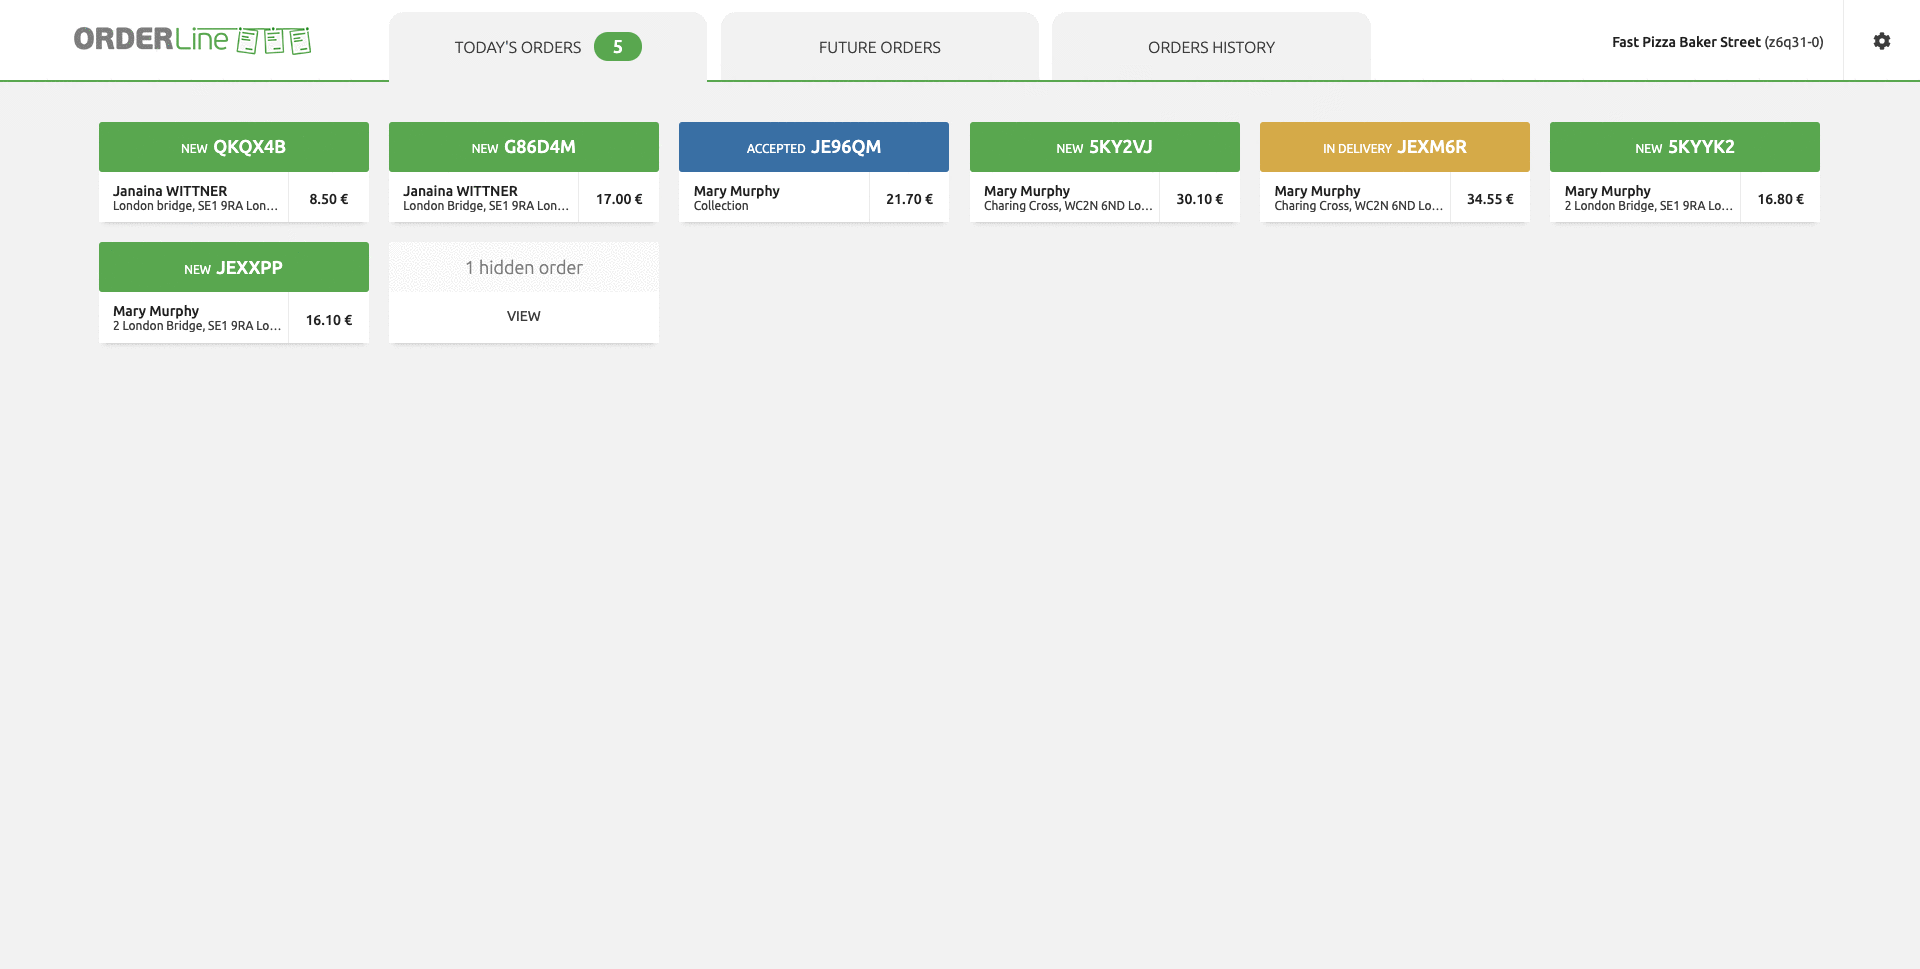 ORDERLine
TODAY'S ORDERS 5
FUTURE ORDERS
ORDERS HISTORY
Fast Pizza Baker Street (z6q31-0)
NEW QKQX4B
Janaina WITTNER
London bridge, SE1 9RA Lon...
8.50 €
NEW G86D4M
Janaina WITTNER
London Bridge, SE1 9RA Lon...
17.00 €
ACCEPTED JE96QM
Mary Murphy
Collection
21.70 €
NEW 5KY2VJ
Mary Murphy
Charing Cross, WC2N 6ND Lo...
30.10 €
IN DELIVERY JEXM6R
Mary Murphy
Charing Cross, WC2N 6ND Lo...
34.55 €
NEW 5KYYK2
Mary Murphy
2 London Bridge, SE1 9RA Lo...
16.80 €
NEW JEXXPP
Mary Murphy
2 London Bridge, SE1 9RA Lo...
16.10 €
1 hidden order
VIEW